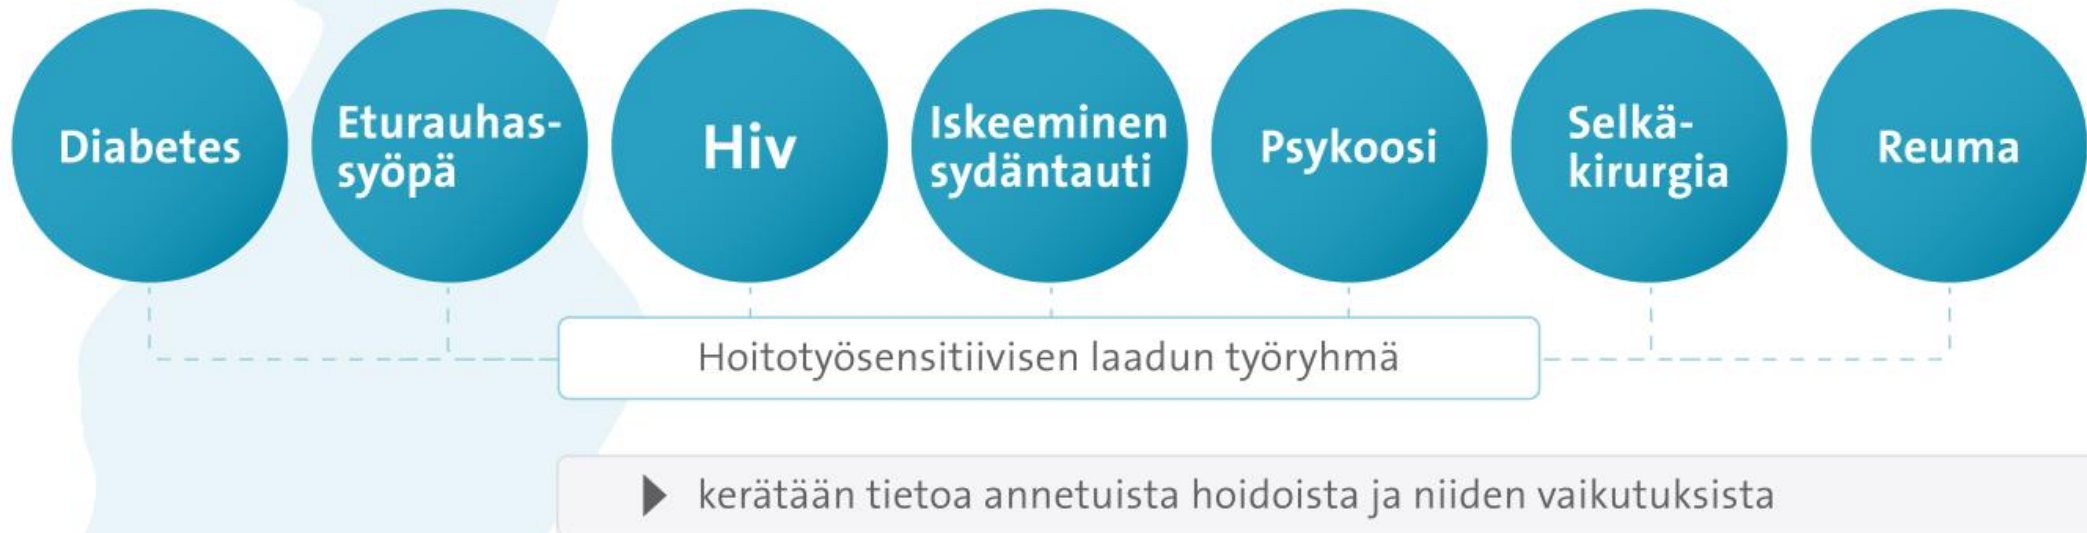 Diabetes
Eturauhas-
syöpä
Hiv
Iskeeminen
sydäntauti
Psykoosi
Selkä-
kirurgia
Reuma
Hoitotyösensitiivisen laadun työryhmä
kerätään tietoa annetuista hoidoista ja niiden vaikutuksista